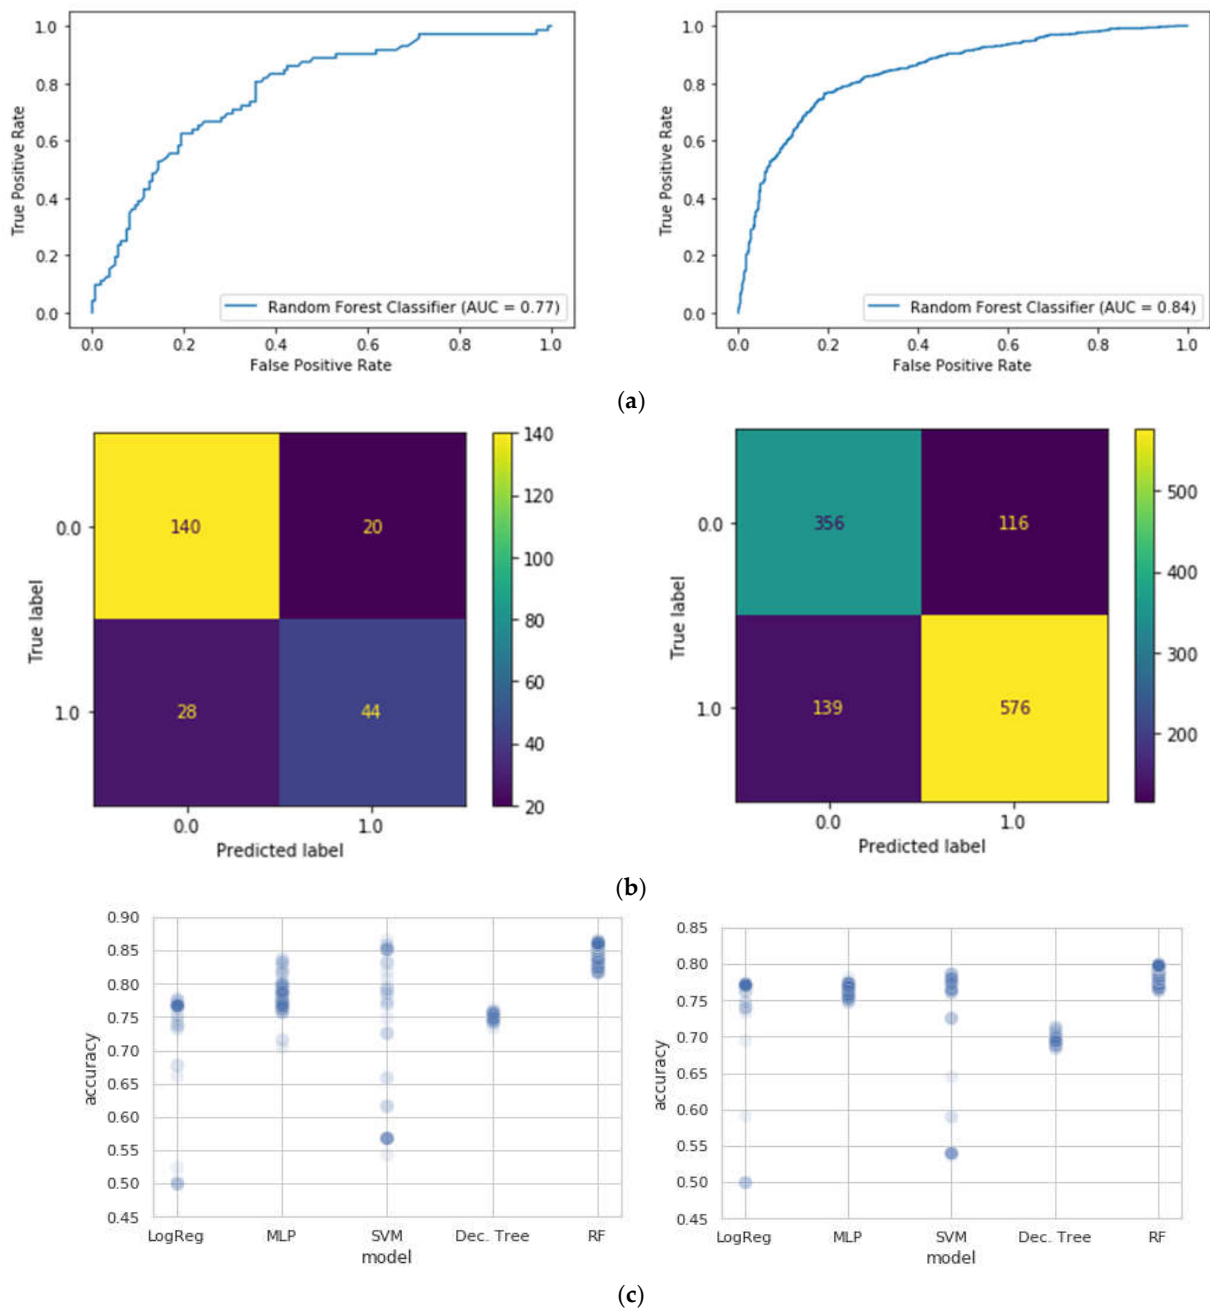 1.0
0.8
0.6
0.4
0.2
0.0
True Positive Rate
Random Forest Classifier (AUC = 0.77)
0.0 0.2 0.4 0.6 0.8 1.0
False Positive Rate
1.0
0.8
0.6
0.4
0.2
0.0
True Positive Rate
Random Forest Classifier (AUC = 0.84)
0.0 0.2 0.4 0.6 0.8 1.0
False Positive Rate
(a)
True label
0.0
1.0
140 20
28 44
0.0 1.0
Predicted label
140
120
100
80
60
40
20
True label
0.0
1.0
356 116
139 576
0.0 1.0
Predicted label
500
400
300
200
(b)
accuracy
0.90
0.85
0.80
0.75
0.70
0.65
0.60
0.55
0.50
0.45
LogReg MLP SVM Dec. Tree RF
model
accuracy
0.85
0.80
0.75
0.70
0.65
0.60
0.55
0.50
0.45
LogReg MLP SVM Dec. Tree RF
model
(c)